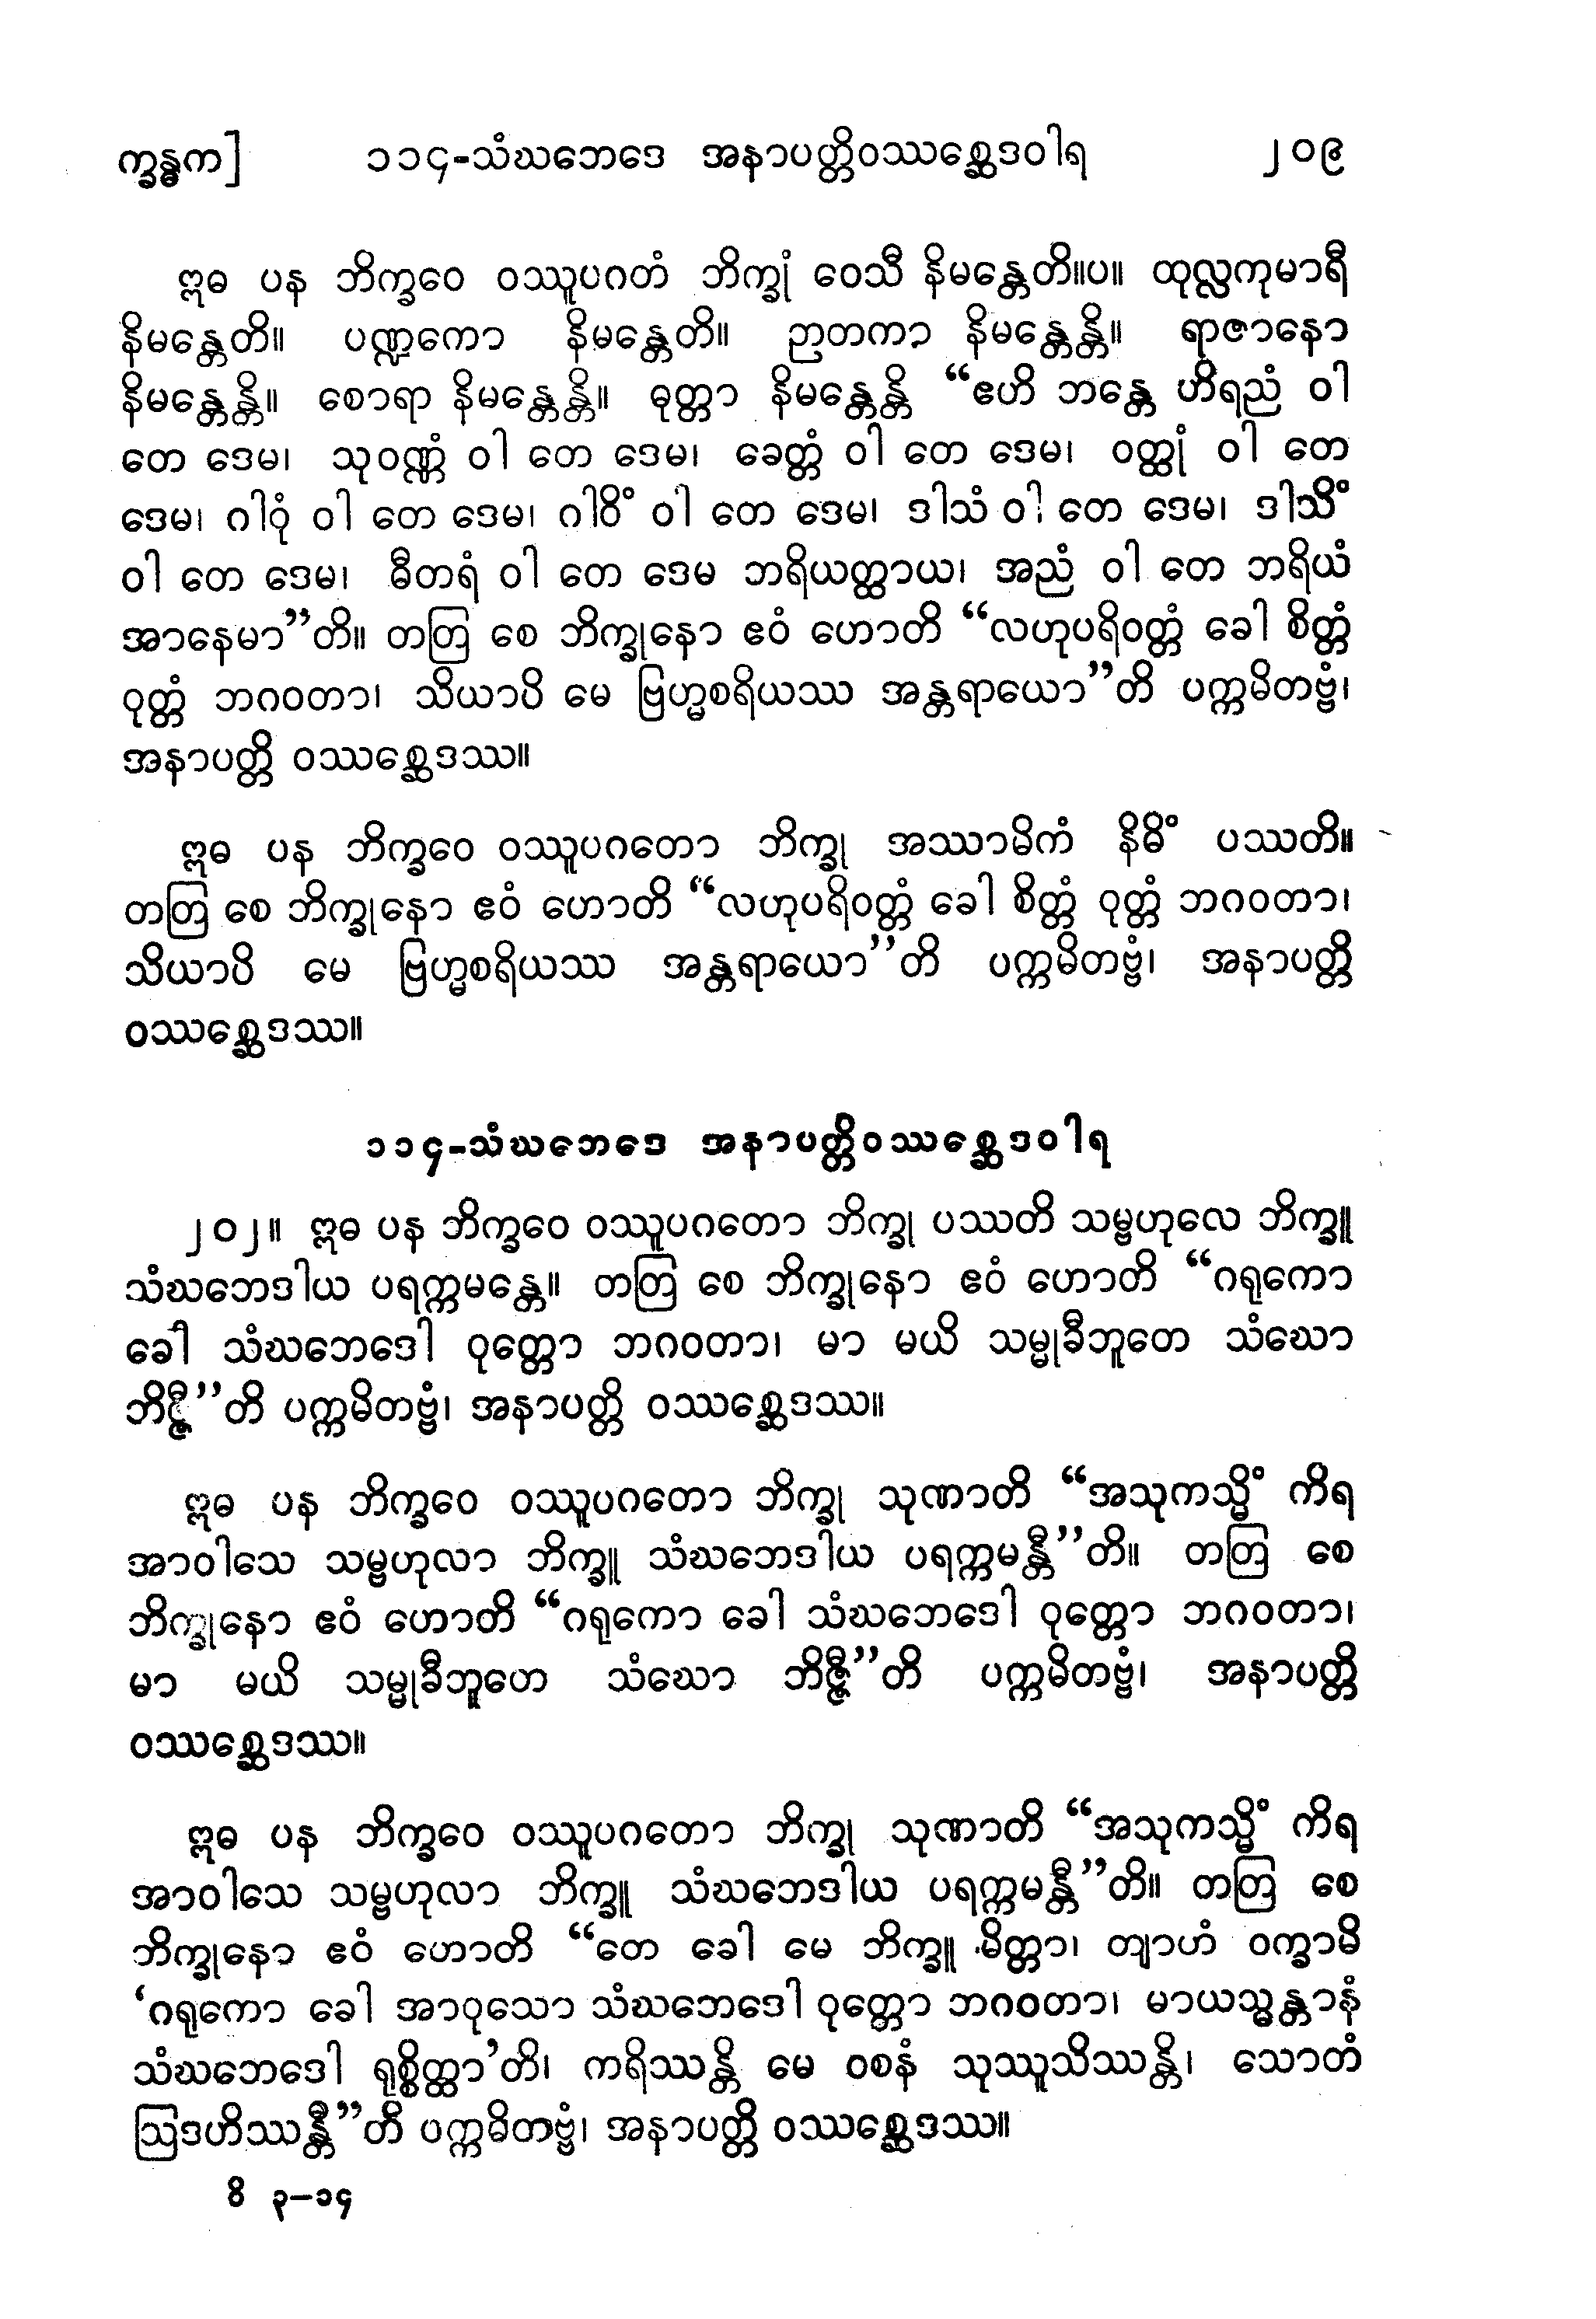 က္ခန္ဓက] ၁၁၄-သံဃဘေဒေ အနာပတ္တိဝဿစ္ဆေဒဝါရ ၂၀၉
ဣဓ ပန ဘိက္ခဝေ ဝဿူပဂတံ ဘိက္ခုံ ဝေသီ နိမန္တေတိ။ပ။ ထုလ္လကုမာရီ
နိမန္တေတိ။ ပဏ္ဍကော နိမန္တေတိ။ ဉာတကာ နိမန္တေန္တိ။ ရာဇာနော
နိမန္တေန္တိ။ စောရာ နိမန္တေန္တိ။ ဓုတ္တာ နိမန္တေန္တိ “ဧဟိ ဘန္တေ ဟိရညံ ဝါ
တေ ဒေမ၊ သုဝဏ္ဏံ ဝါ တေ ဒေမ၊ ခေတ္တံ ဝါ တေ ဒေမ၊ ဝတ္ထုံ ဝါ တေ
ဒေမ၊ ဂါဝုံ ဝါ တေ ဒေမ၊ ဂါဝိံ ဝါ တေ ဒေမ၊ ဒါသံ ဝါ တေ ဒေမ၊ ဒါသိံ
ဝါ တေ ဒေမ၊ ဓီတရံ ဝါ တေ ဒေမ ဘရိယတ္ထာယ၊ အညံ ဝါ တေ ဘရိယံ
အာနေမာ”တိ။ တတြ စေ ဘိက္ခုနော ဧဝံ ဟောတိ “လဟုပရိဝတ္တံ ခေါ စိတ္တံ
ဝုတ္တံ ဘဂဝတာ၊ သိယာပိ မေ ဗြဟ္မစရိယဿ အန္တရာယော”တိ ပက္ကမိတဗ္ဗံ၊
အနာပတ္တိ ဝဿစ္ဆေဒဿ။
ဣဓ ပန ဘိက္ခဝေ ဝဿူပဂတော ဘိက္ခု အဿာမိကံ နိဓိံ ပဿတိ။
တတြ စေ ဘိက္ခုနော ဧဝံ ဟောတိ “လဟုပရိဝတ္တံ ခေါ စိတ္တံ ဝုတ္တံ ဘဂဝတာ၊
သိယာပိ မေ ဗြဟ္မစရိယဿ အန္တရာယော”တိ ပက္ကမိတဗ္ဗံ၊ အနာပတ္တိ
ဝဿစ္ဆေဒဿ။
၁၁၄-သံဃဘေဒေ အနာပတ္တိဝဿစ္ဆေဒဝါရ
၂၀၂။ ဣဓ ပန ဘိက္ခဝေ ဝဿူပဂတော ဘိက္ခု ပဿတိ သမ္ဗဟုလေ ဘိက္ခူ
သံဃဘေဒါယ ပရက္ကမန္တေ။ တတြ စေ ဘိက္ခုနော ဧဝံ ဟောတိ “ဂရုကော
ခေါ သံဃဘေဒေါ ဝုတ္တော ဘဂဝတာ၊ မာ မယိ သမ္မုခီဘူတေ သံဃော
ဘိဇ္ဇီ”တိ ပက္ကမိတဗ္ဗံ၊ အနာပတ္တိ ဝဿစ္ဆေဒဿ။
ဣဓ ပန ဘိက္ခဝေ ဝဿူပဂတော ဘိက္ခု သုဏာတိ “အသုကသ္မိံ ကိရ
အာဝါသေ သမ္ဗဟုလာ ဘိက္ခူ သံဃဘေဒါယ ပရက္ကမန္တီ”တိ။ တတြ စေ
ဘိက္ခုနော ဧဝံ ဟောတိ “ဂရုကော ခေါ သံဃဘေဒေါ ဝုတ္တော ဘဂဝတာ၊
မာ မယိ သမ္မုခီဘူတေ သံဃော ဘိဇ္ဇီ”တိ ပက္ကမိတဗ္ဗံ၊ အနာပတ္တိ
ဝဿစ္ဆေဒဿ။
ဣဓ ပန ဘိက္ခဝေ ဝဿူပဂတော ဘိက္ခု သုဏာတိ “အသုကသ္မိံ ကိရ
အာဝါသေ သမ္ဗဟုလာ ဘိက္ခူ သံဃဘေဒါယ ပရက္ကမန္တီ”တိ။ တတြ စေ
ဘိက္ခုနော ဧဝံ ဟောတိ “တေ ခေါ မေ ဘိက္ခူ မိတ္တာ၊ တျာဟံ ဝက္ခာမိ
‘ဂရုကော ခေါ အာဝုသော သံဃဘေဒေါ ဝုတ္တော ဘဂဝတာ၊ မာယသ္မန္တာနံ
သံဃဘေဒေါ ရုစ္စိတ္ထာ’တိ၊ ကရိဿန္တိ မေ ဝစနံ သုဿူသိဿန္တိ၊ သောတံ
ဩဒဟိဿန္တီ”တိ ပက္ကမိတဗ္ဗံ၊ အနာပတ္တိ ဝဿစ္ဆေဒဿ။
ဝိ ၃–၁၄